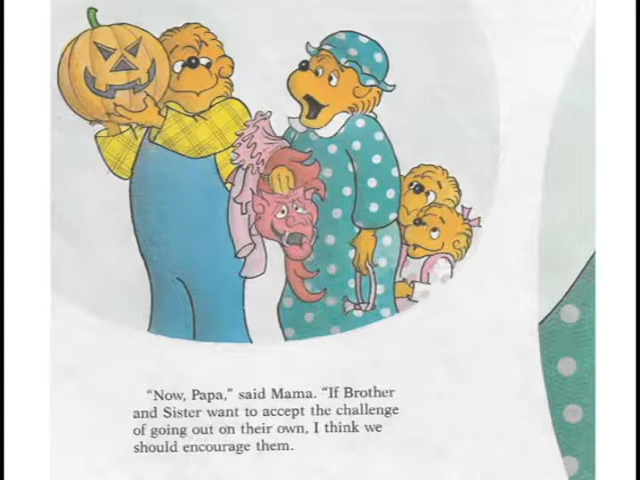 "Now, Papa," said Mama. "If Brother
and Sister want to accept the challenge
of going out on their own, I think we
should encourage them.